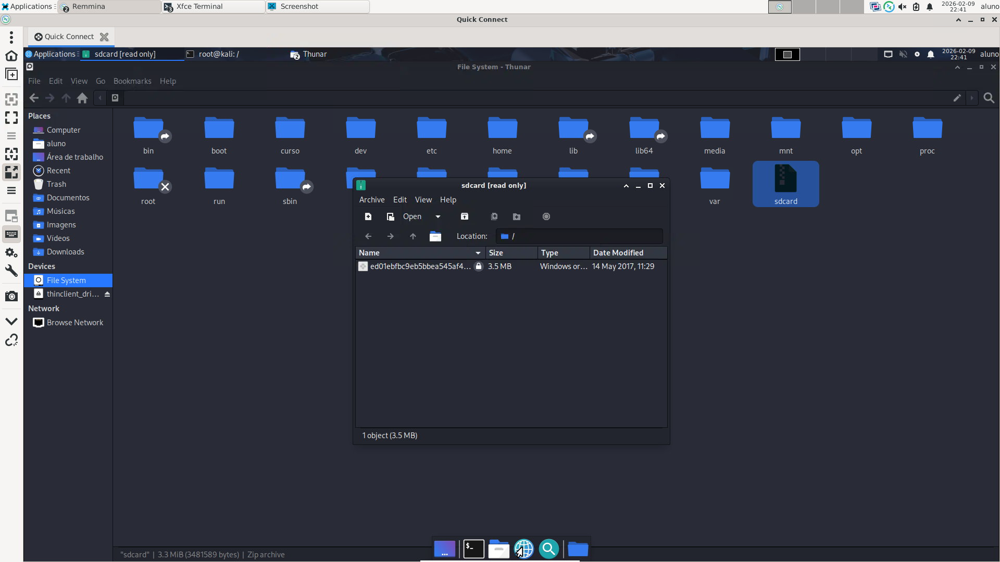 Applications
2
Remmina
3
Xfce Terminal
Screenshot
2026-02-09
22:41
aluno
Quick Connect
Quick Connect
Applications
sdcard [read only]
root@kali: /
2
Thunar
2026-02-09
22:41
aluno
File System - Thunar
File Edit View Go Bookmarks Help
Places
Computer
aluno
Área de trabalho
Recent
Trash
Documentos
Músicas
Imagens
Vídeos
Downloads
Devices
File System
thinclient_dri...
Network
Browse Network
bin boot curso dev etc home lib lib64 media mnt opt proc
root run sbin var sdcard
sdcard [read only]
Archive Edit View Help
Open
Location: /
Name Size Type Date Modified
ed01ebfbc9eb5bbea545af4... 3.5 MB Windows or... 14 May 2017, 11:29
1 object (3.5 MB)
"sdcard" | 3.3 MiB (3481589 bytes) | Zip archive
$_